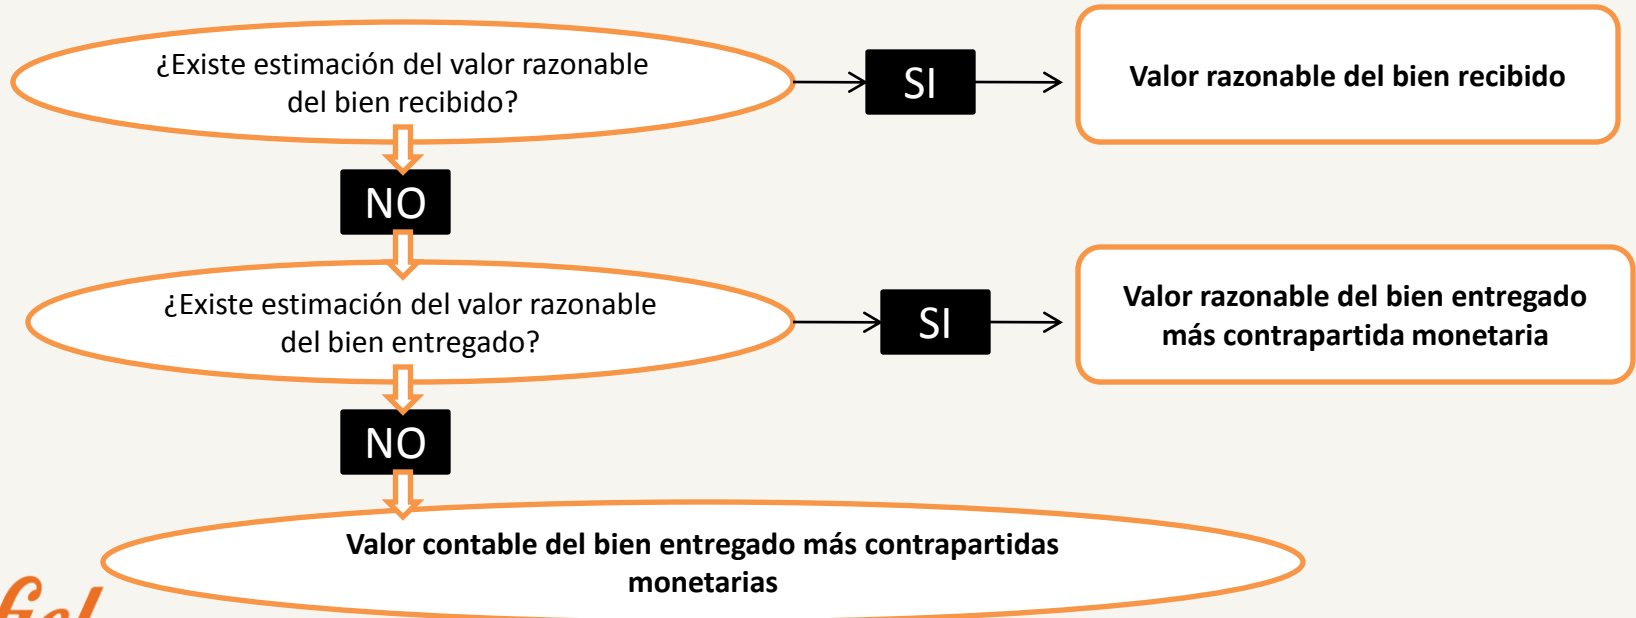 ¿Existe estimación del valor razonable
del bien recibido?
SI
Valor razonable del bien recibido
NO
¿Existe estimación del valor razonable
del bien entregado?
SI
Valor razonable del bien entregado
más contrapartida monetaria
NO
Valor contable del bien entregado más contrapartidas
monetarias